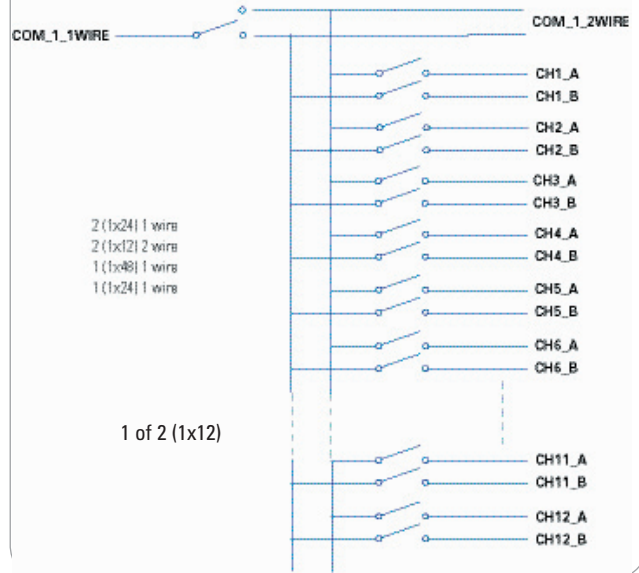 COM_1_2WIRE
COM_1_1WIRE
CH1_A
CH1_B
CH2_A
CH2_B
CH3_A
CH3_B
CH4_A
CH4_B
CH5_A
CH5_B
CH6_A
CH6_B
2 (1x24) 1 wire
2 (1x12) 2 wire
1 (1x48) 1 wire
1 (1x24) 1 wire
1 of 2 (1x12)
CH11_A
CH11_B
CH12_A
CH12_B